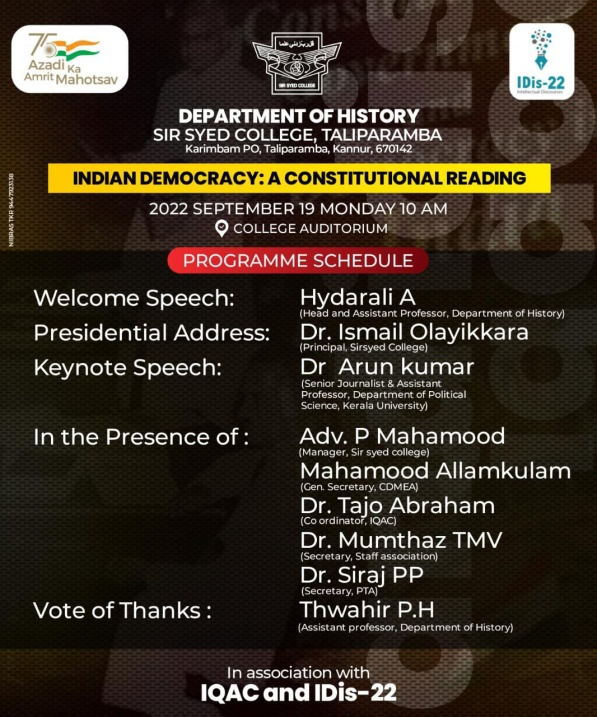 75
Azadi
Ka
Amrit Mahotsav
SIR SYED COLLEGE
IDis-22
Intellectual Discourses
DEPARTMENT OF HISTORY
SIR SYED COLLEGE, TALIPARAMBA
Karimbam PO, Taliparamba, Kannur, 670142
INDIAN DEMOCRACY: A CONSTITUTIONAL READING
2022 SEPTEMBER 19 MONDAY 10 AM
COLLEGE AUDITORIUM
NIBRAS TKR 9447923138
PROGRAMME SCHEDULE
Welcome Speech: Hydarali A
(Head and Assistant Professor, Department of History)
Presidential Address: Dr. Ismail Olayikkara
(Principal, Sirsyed College)
Keynote Speech: Dr Arun kumar
(Senior Journalist & Assistant
Professor, Department of Political
Science, Kerala University)
In the Presence of : Adv. P Mahamood
(Manager, Sir syed college)
Mahamood Allamkulam
(Gen. Secretary, CDMEA)
Dr. Tajo Abraham
(Co ordinator, IQAC)
Dr. Mumthaz TMV
(Secretary, Staff association)
Dr. Siraj PP
(Secretary, PTA)
Vote of Thanks : Thwahir P.H
(Assistant professor, Department of History)
In association with
IQAC and IDis-22